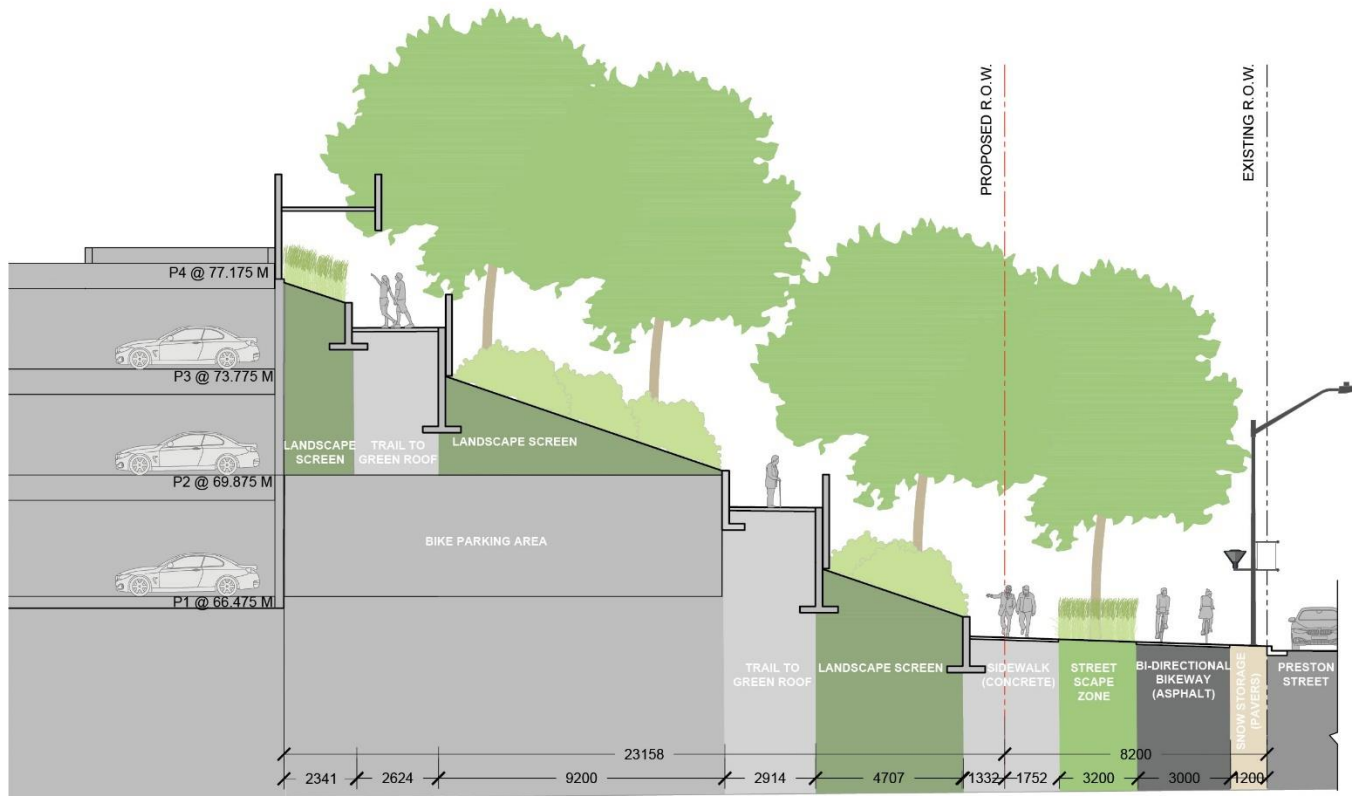 PROPOSED R.O.W.
EXISTING R.O.W.
P4 @ 77.175 M
P3 @ 73.775 M
P2 @ 69.875 M
P1 @ 66.475 M
LANDSCAPE
SCREEN
TRAIL TO
GREEN ROOF
LANDSCAPE SCREEN
BIKE PARKING AREA
TRAIL TO
GREEN ROOF
LANDSCAPE SCREEN
SIDEWALK
(CONCRETE)
STREET
SCAPE
ZONE
BI-DIRECTIONAL
BIKEWAY
(ASPHALT)
SNOW STORAGE
(PAVERS)
PRESTON
STREET
23158
8200
2341
2624
9200
2914
4707
1332
1752
3200
3000
1200